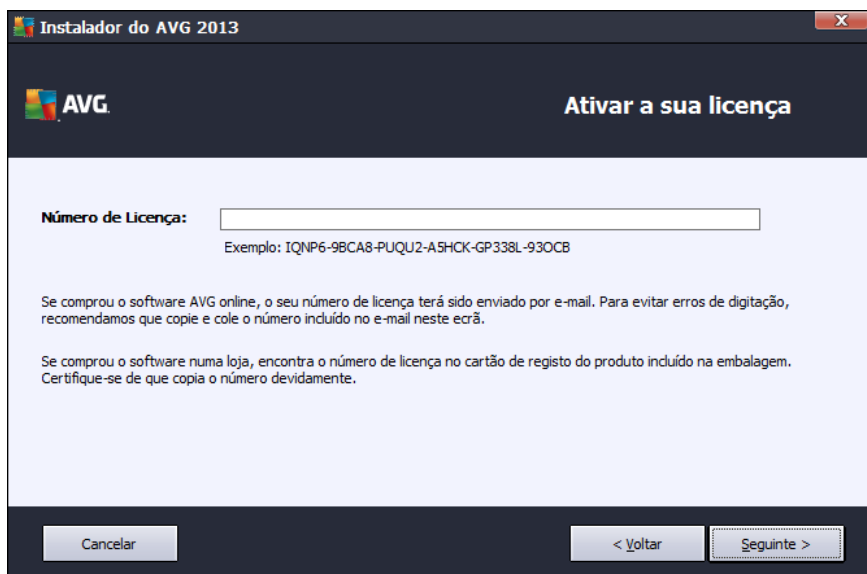 Instalador do AVG 2013
AVG.
Ativar a sua licença
Número de Licença:
Exemplo: IQNP6-9BCA8-PUQU2-A5HCK-GP338L-93OCB
Se comprou o software AVG online, o seu número de licença terá sido enviado por e-mail. Para evitar erros de digitação,
recomendamos que copie e cole o número incluído no e-mail neste ecrã.
Se comprou o software numa loja, encontra o número de licença no cartão de registo do produto incluído na embalagem.
Certifique-se de que copia o número devidamente.
Cancelar
< Voltar
Seguinte >